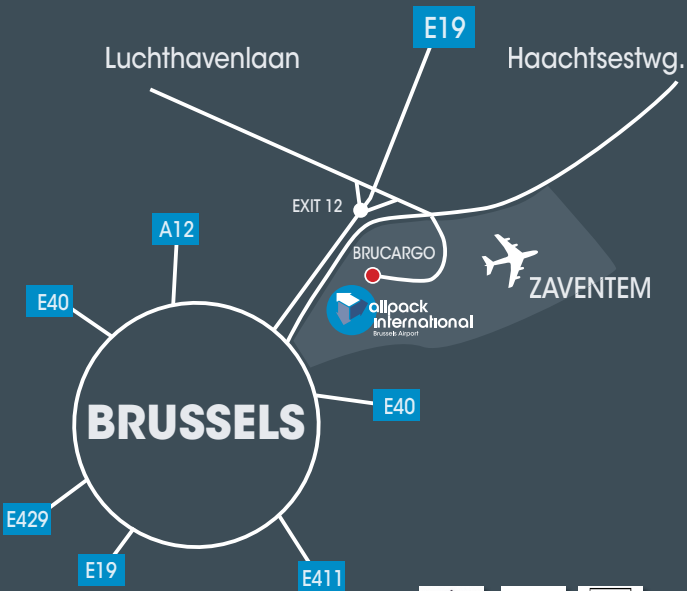 E19
Luchthavenlaan
Haachtsestwg.
EXIT 12
A12
BRUCARGO
ZAVENTEM
E40
allpack
international
Brussels Airport
E40
BRUSSELS
E429
E19
E411